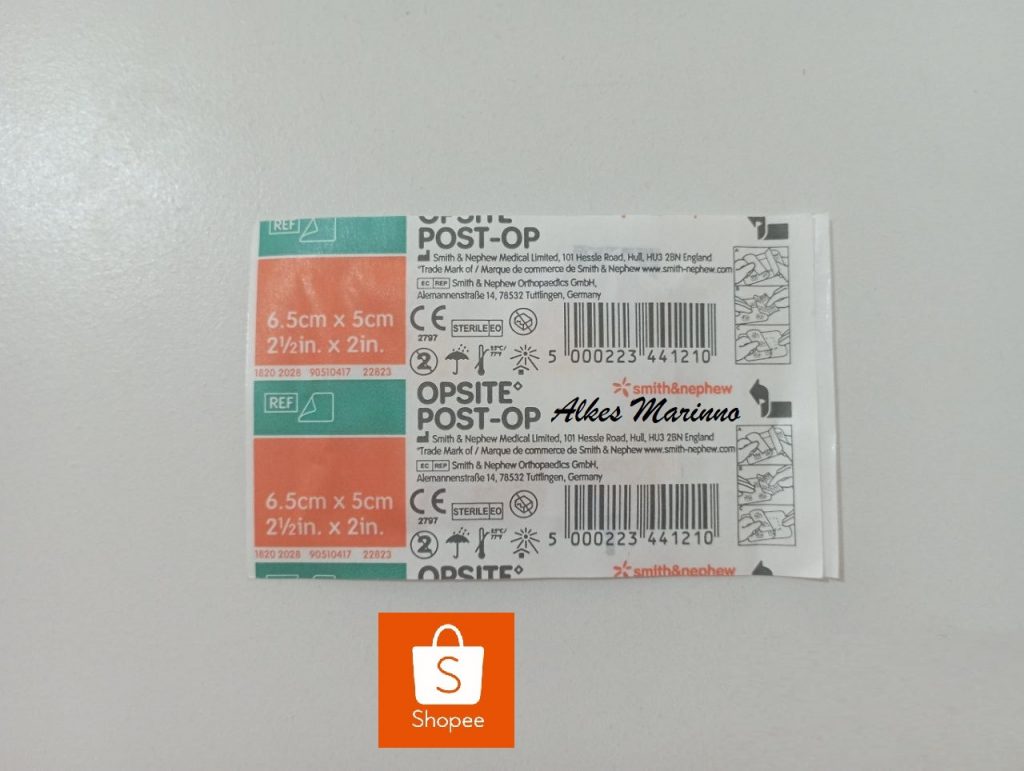 REF
OPSITE
POST-OP
Smith & Nephew Medical Limited, 101 Hessle Road, Hull, HU3 2BN England
*Trade Mark of / Marque de commerce de Smith & Nephew www.smith-nephew.com
EC REP Smith & Nephew Orthopaedics GmbH,
Alemannenstraße 14, 78532 Tuttlingen, Germany
6.5cm x 5cm
2½in. x 2in.
CE
2797
STERILE EO
2
25°C/
77°F
5 000223 441210
1820 2028 90510417 22823
REF
OPSITE◊
POST-OP
smith&nephew
Alkes Marinno
Smith & Nephew Medical Limited, 101 Hessle Road, Hull, HU3 2BN England
*Trade Mark of / Marque de commerce de Smith & Nephew www.smith-nephew.com
EC REP Smith & Nephew Orthopaedics GmbH,
Alemannenstraße 14, 78532 Tuttlingen, Germany
6.5cm x 5cm
2½in. x 2in.
CE
2797
STERILE EO
2
25°C/
77°F
5 000223 441210
1820 2028 90510417 22823
OPSITE◊
smith&nephew
S
Shopee